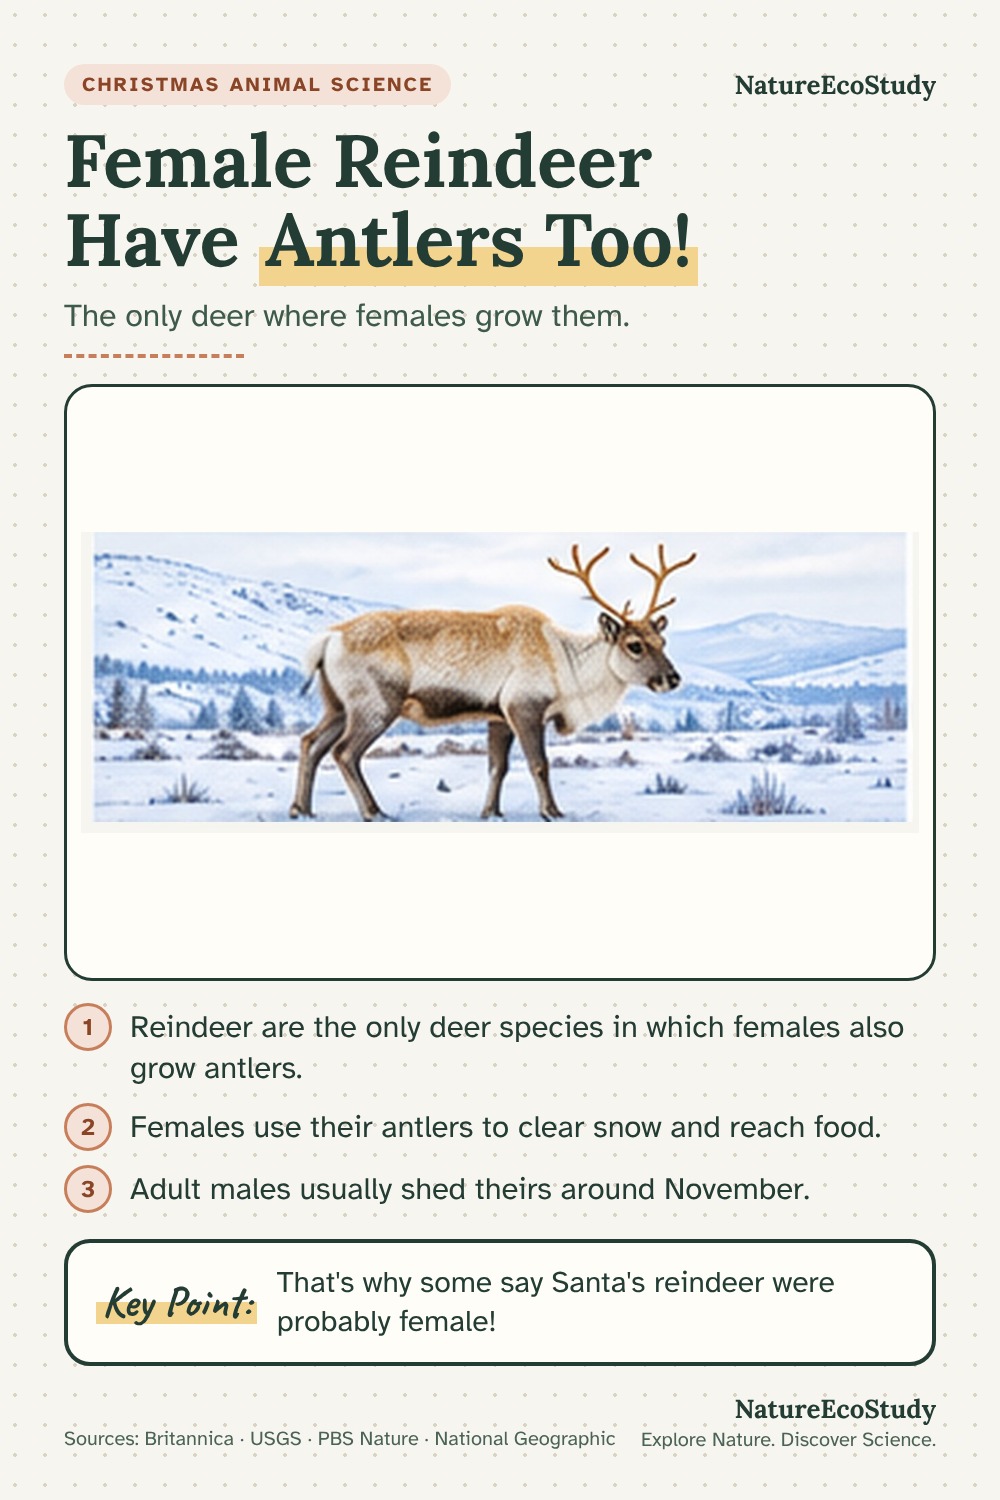 CHRISTMAS ANIMAL SCIENCE
NatureEcoStudy
Female Reindeer
Have Antlers Too!
The only deer where females grow them.
1 Reindeer are the only deer species in which females also
grow antlers.
2 Females use their antlers to clear snow and reach food.
3 Adult males usually shed theirs around November.
Key Point: That's why some say Santa's reindeer were
probably female!
NatureEcoStudy
Sources: Britannica · USGS · PBS Nature · National Geographic
Explore Nature. Discover Science.